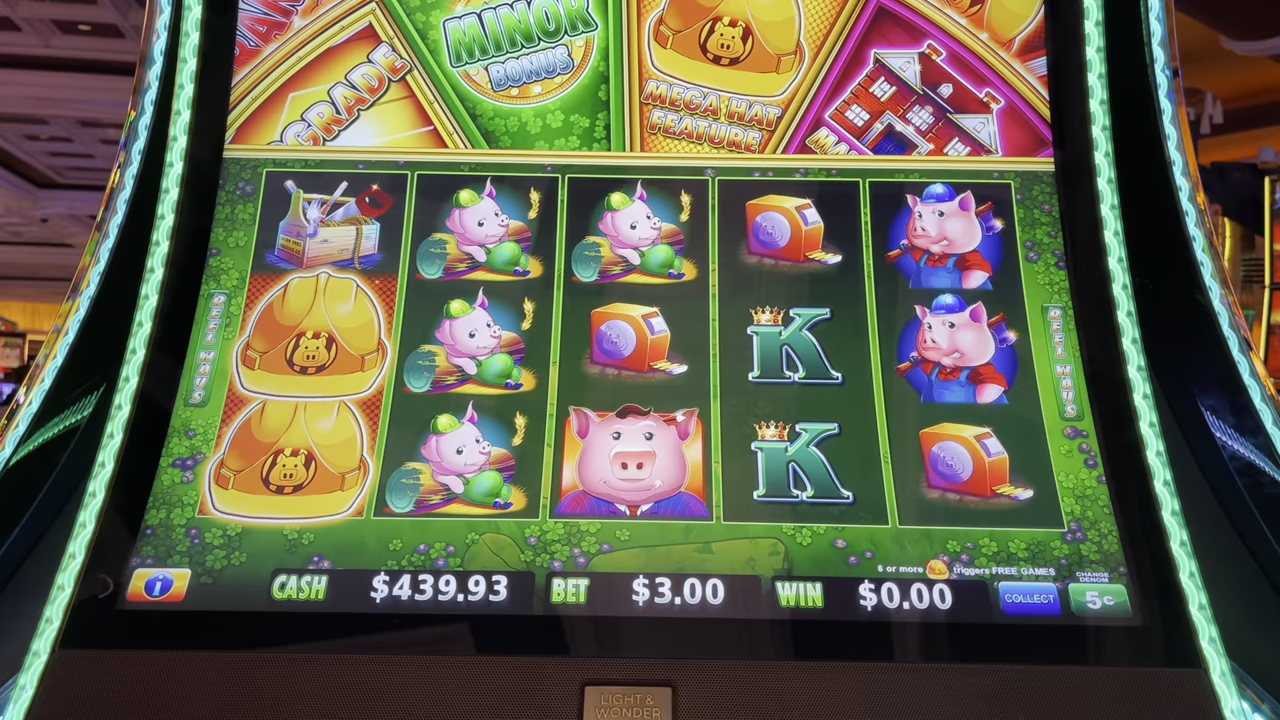 MINOR
BONUS
MEGA HAT
FEATURE
REEL WAYS
REEL WAYS
K
K
6 or more triggers FREE GAMES
CASH $439.93 BET $3.00 WIN $0.00
COLLECT
CHANGE
DENOM
5¢
LIGHT &
WONDER